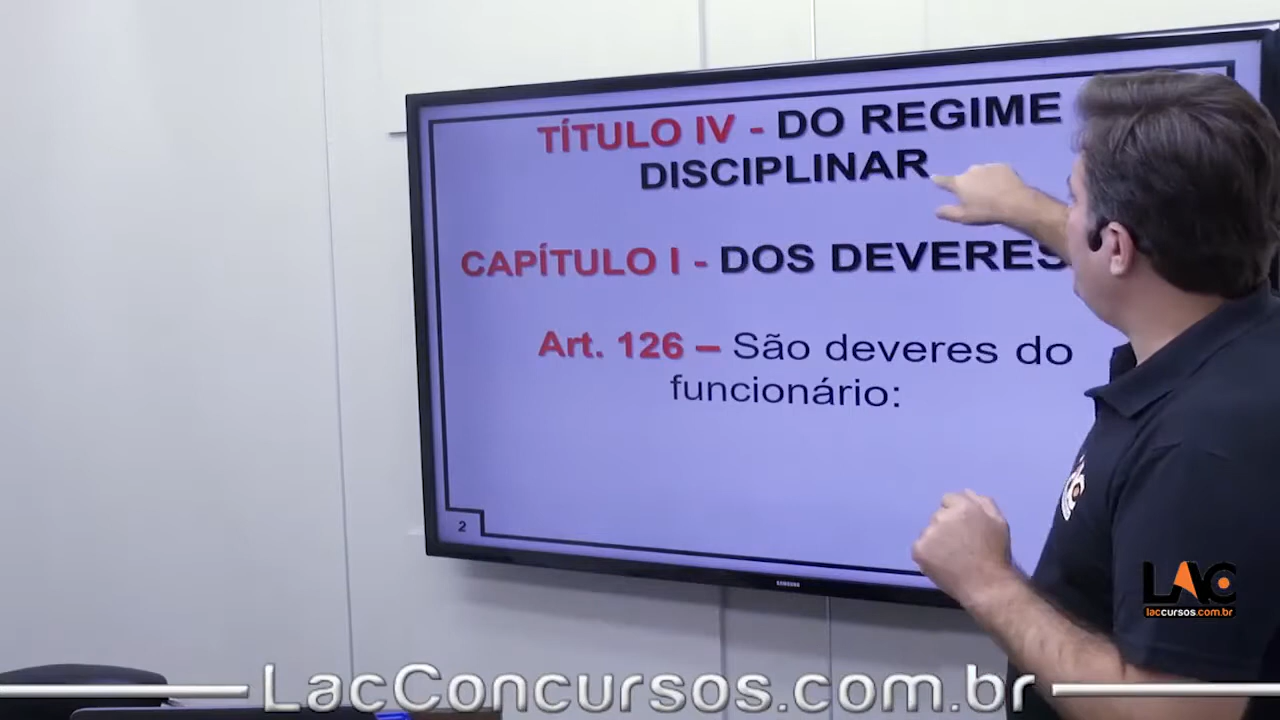 TÍTULO IV - DO REGIME
DISCIPLINAR
CAPÍTULO I - DOS DEVERES
Art. 126 – São deveres do
funcionário:
2
SAMSUNG
LAC
laccursos.com.br
LacConcursos.com.br